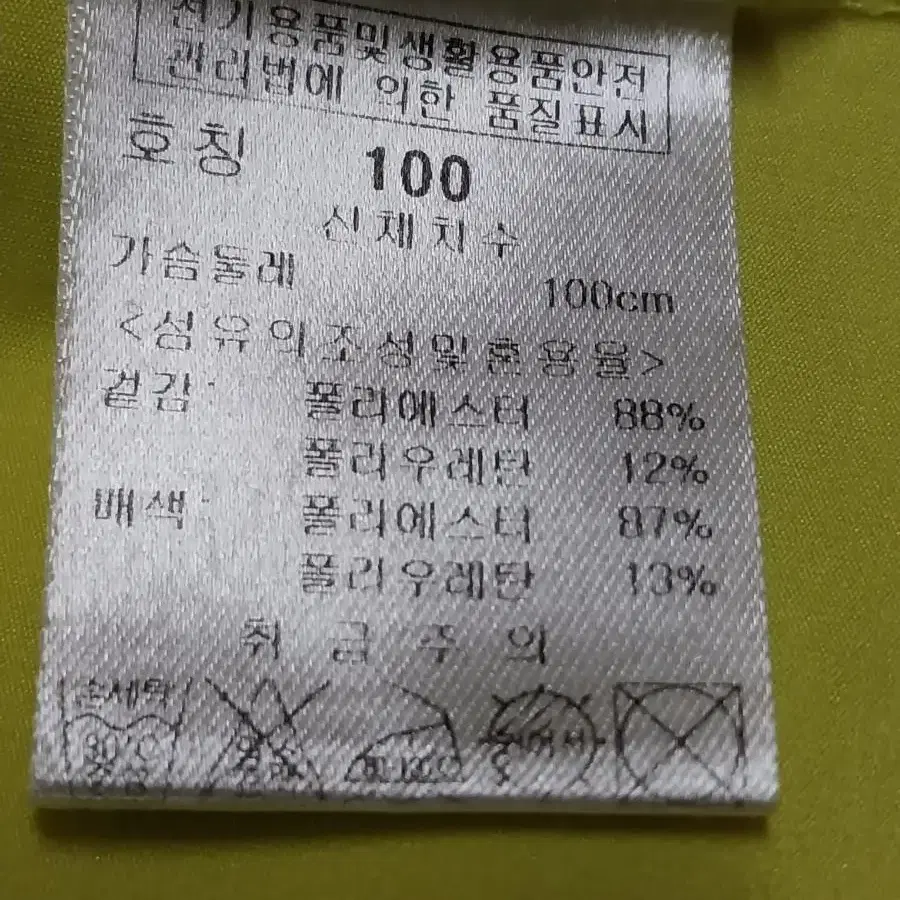 전기용품및생활용품안전
관리법에 의한 품질표시
호칭 100
신체치수
가슴둘레 100cm
<섬유의조성및혼용율>
겉감: 폴리에스터 88%
폴리우레탄 12%
배색: 폴리에스터 87%
폴리우레탄 13%
취급주의
손세탁
30°C